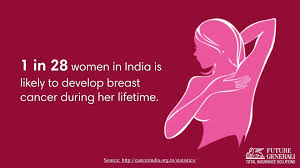 1 in 28 women in India is
likely to develop breast
cancer during her lifetime.
FUTURE
GENERALI
TOTAL INSURANCE SOLUTIONS
Source: http://cancerindia.org.in/statistics/